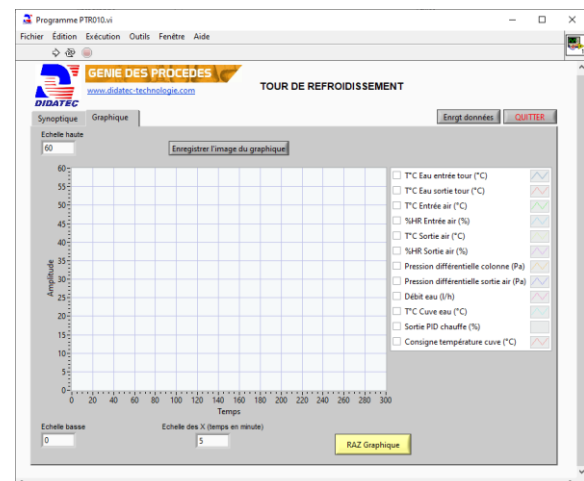 Programme PTR010.vi
Fichier Édition Exécution Outils Fenêtre Aide
GENIE DES PROCEDES
www.didatec-technologie.com
DIDATEC
TOUR DE REFROIDISSEMENT
Synoptique Graphique
Enrgt données QUITTER
Echelle haute
60
Enregistrer l'image du graphique
60
55
50
45
40
35
30
25
20
15
10
5
0
Amplitude
0 20 40 60 80 100 120 140 160 180 200 220 240 260 280 300
Temps
T°C Eau entrée tour (°C)
T°C Eau sortie tour (°C)
T°C Entrée air (°C)
%HR Entrée air (%)
T°C Sortie air (°C)
%HR Sortie air (%)
Pression différentielle colonne (Pa)
Pression différentielle sortie air (Pa)
Débit eau (l/h)
T°C Cuve eau (°C)
Sortie PID chauffe (%)
Consigne température cuve (°C)
Echelle basse
0
Echelle des X (temps en minute)
5
RAZ Graphique